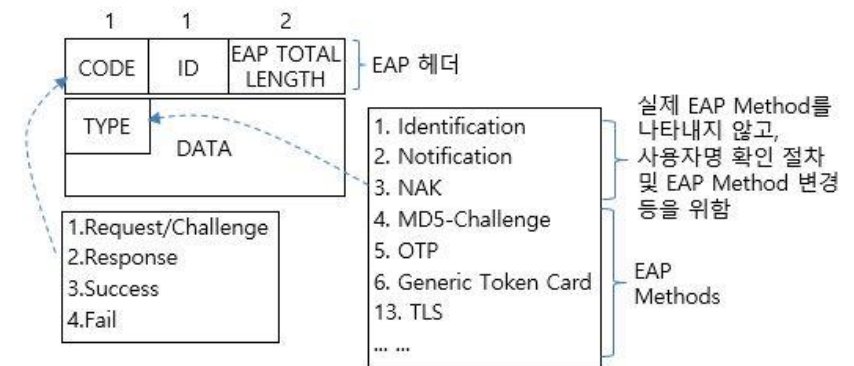 1 1 2
CODE ID EAP TOTAL LENGTH
EAP 헤더
TYPE
DATA
1.Request/Challenge
2.Response
3.Success
4.Fail
1. Identification
2. Notification
3. NAK
4. MD5-Challenge
5. OTP
6. Generic Token Card
13. TLS
... ...
실제 EAP Method를
나타내지 않고,
사용자명 확인 절차
및 EAP Method 변경
등을 위함
EAP
Methods